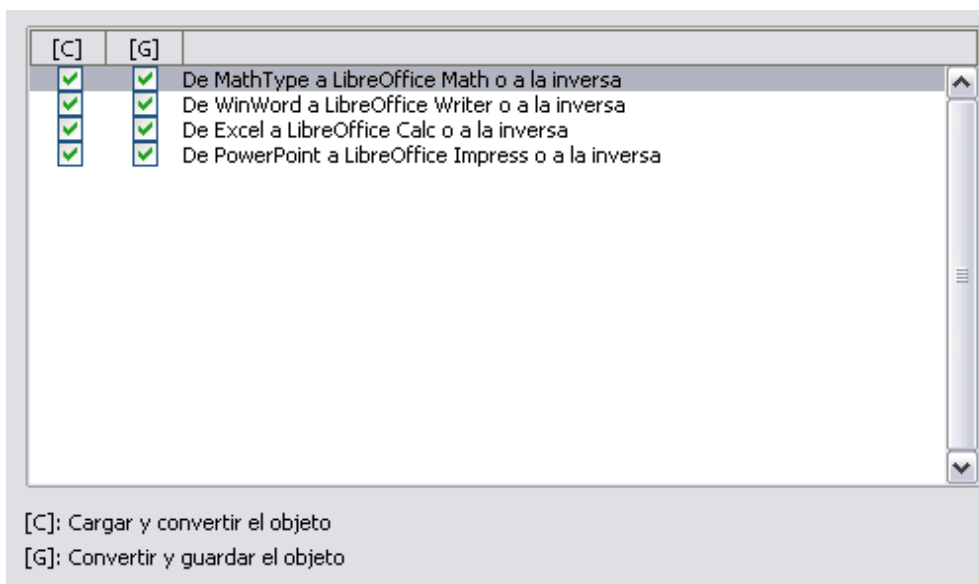 [C] [G]
De MathType a LibreOffice Math o a la inversa
De WinWord a LibreOffice Writer o a la inversa
De Excel a LibreOffice Calc o a la inversa
De PowerPoint a LibreOffice Impress o a la inversa
[C]: Cargar y convertir el objeto
[G]: Convertir y guardar el objeto